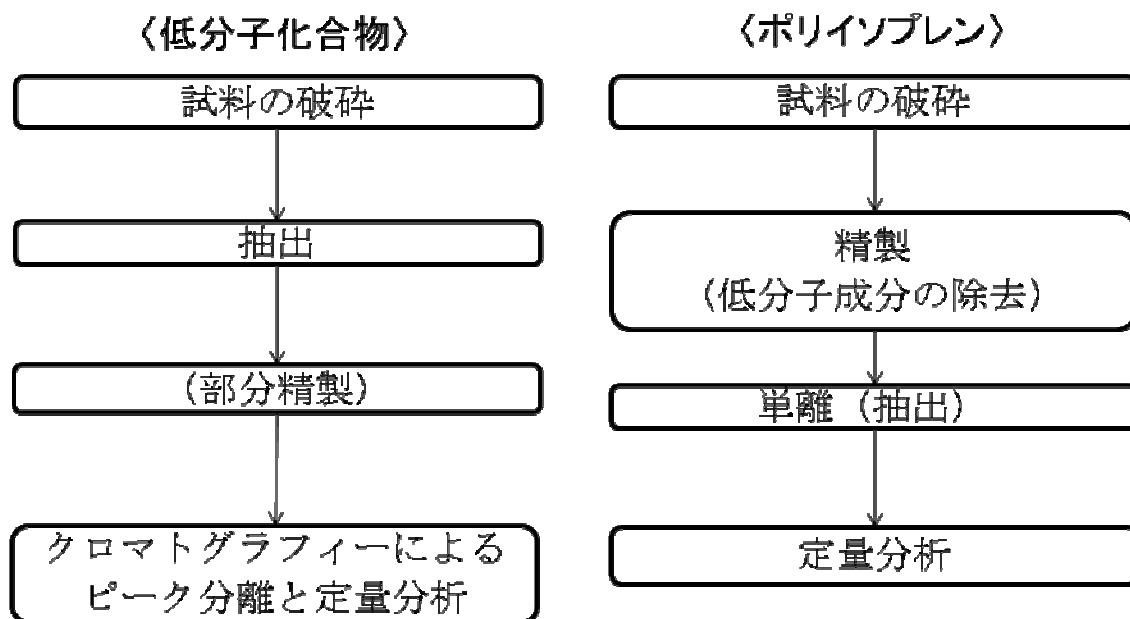 〈低分子化合物〉
試料の破砕
抽出
(部分精製)
クロマトグラフィーによる
ピーク分離と定量分析
〈ポリイソプレン〉
試料の破砕
精製
(低分子成分の除去)
単離（抽出）
定量分析